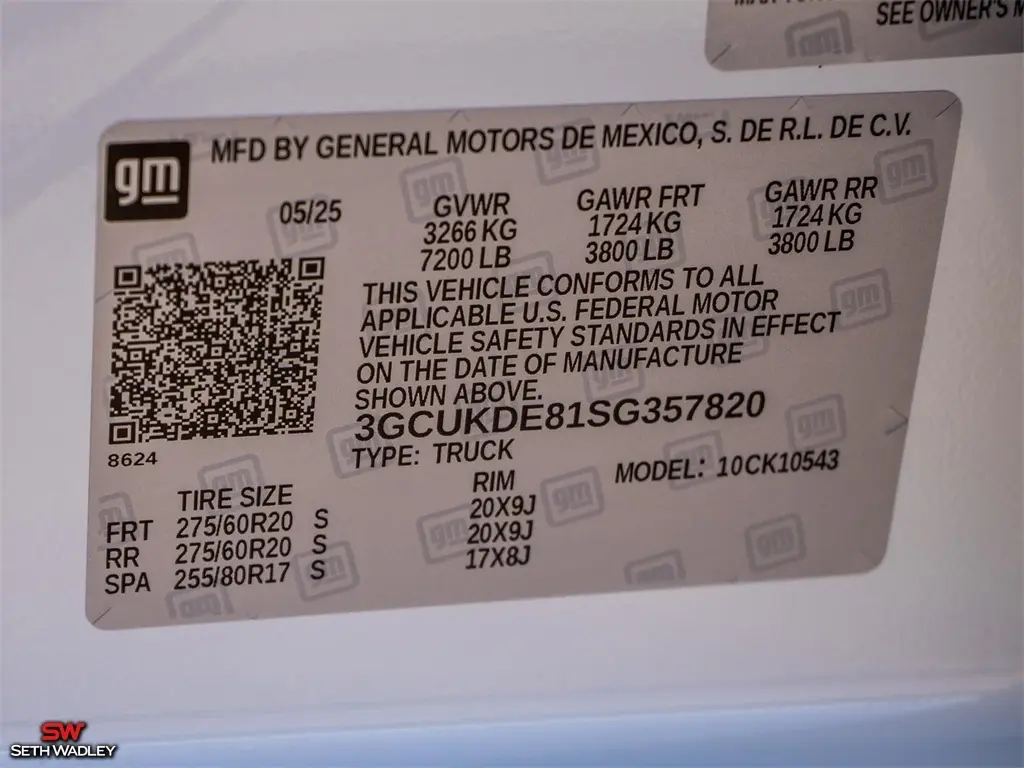 SEE OWNER'S M
gm
MFD BY GENERAL MOTORS DE MEXICO, S. DE R.L. DE C.V.
05/25 GVWR GAWR FRT GAWR RR
3266 KG 1724 KG 1724 KG
7200 LB 3800 LB 3800 LB
THIS VEHICLE CONFORMS TO ALL
APPLICABLE U.S. FEDERAL MOTOR
VEHICLE SAFETY STANDARDS IN EFFECT
ON THE DATE OF MANUFACTURE
SHOWN ABOVE.
3GCUKDE81SG357820
8624
TYPE: TRUCK
MODEL: 10CK10543
TIRE SIZE RIM
FRT 275/60R20 S 20X9J
RR 275/60R20 S 20X9J
SPA 255/80R17 S 17X8J
SW
SETH WADLEY